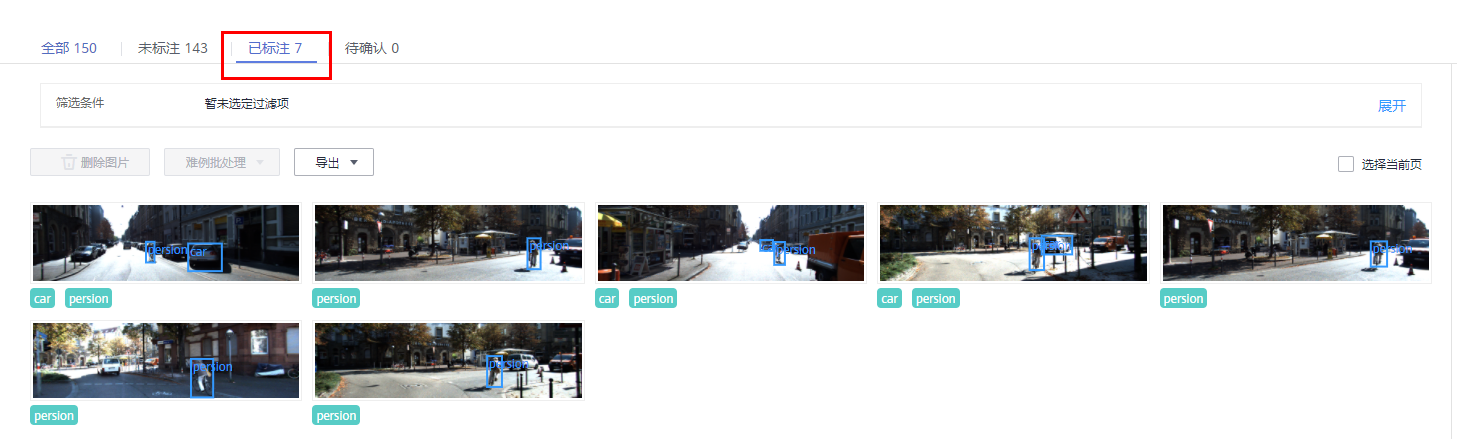 全部 150 未标注 143 已标注 7 待确认 0
筛选条件 暂未选定过滤项 展开
删除图片 难例批处理 导出 选择当前页
persion car persion persion persion
car persion persion car persion car persion persion
persion persion
persion persion